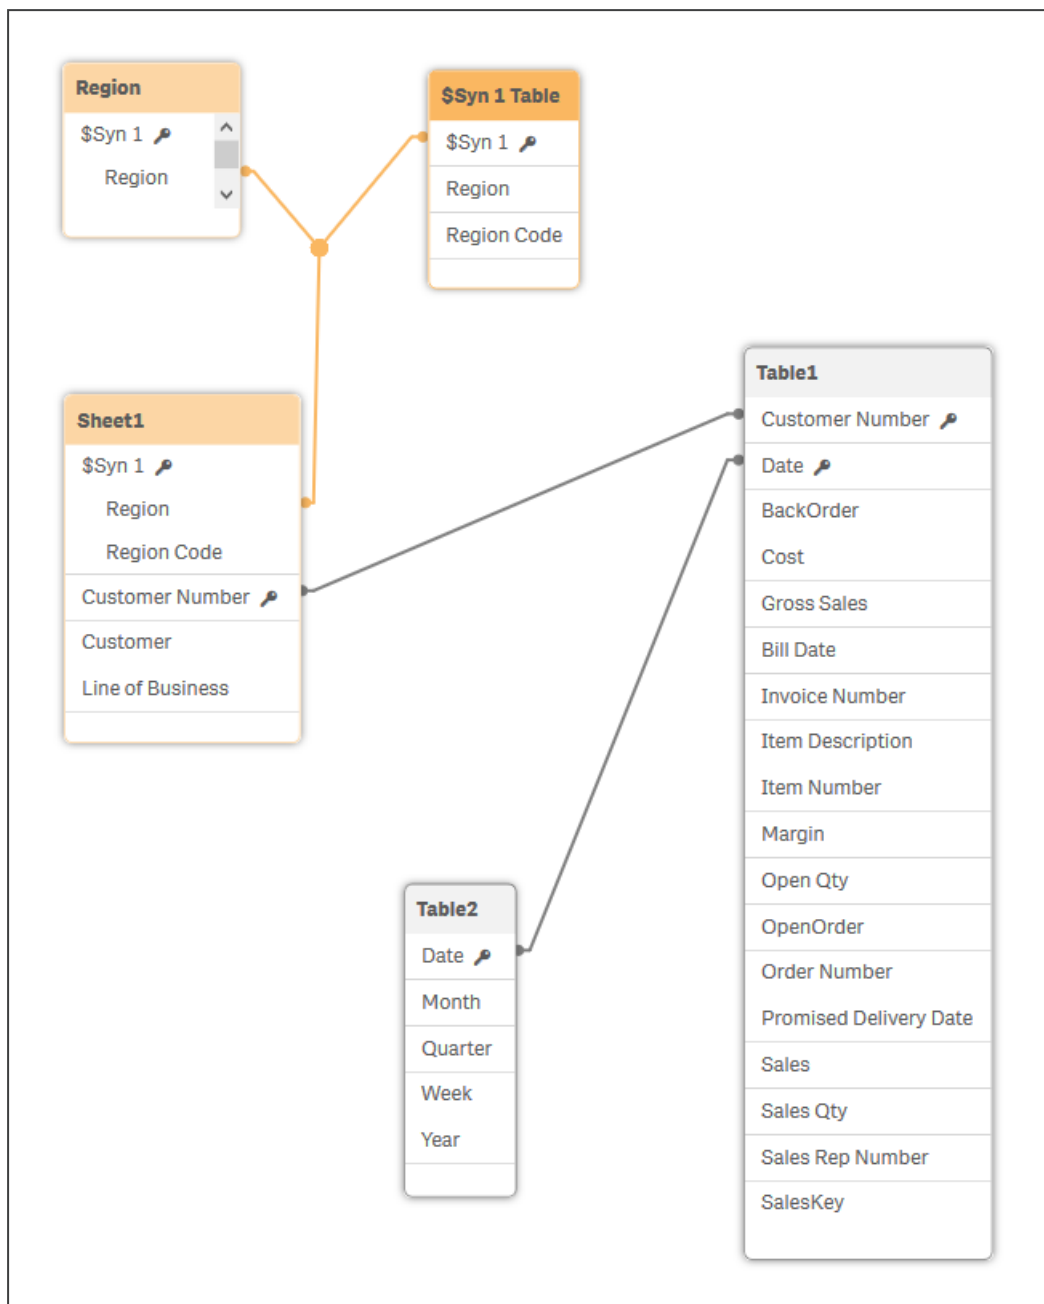 Region
$Syn 1
Region
$Syn 1 Table
$Syn 1
Region
Region Code
Sheet1
$Syn 1
Region
Region Code
Customer Number
Customer
Line of Business
Table1
Customer Number
Date
BackOrder
Cost
Gross Sales
Bill Date
Invoice Number
Item Description
Item Number
Margin
Open Qty
OpenOrder
Order Number
Promised Delivery Date
Sales
Sales Qty
Sales Rep Number
SalesKey
Table2
Date
Month
Quarter
Week
Year